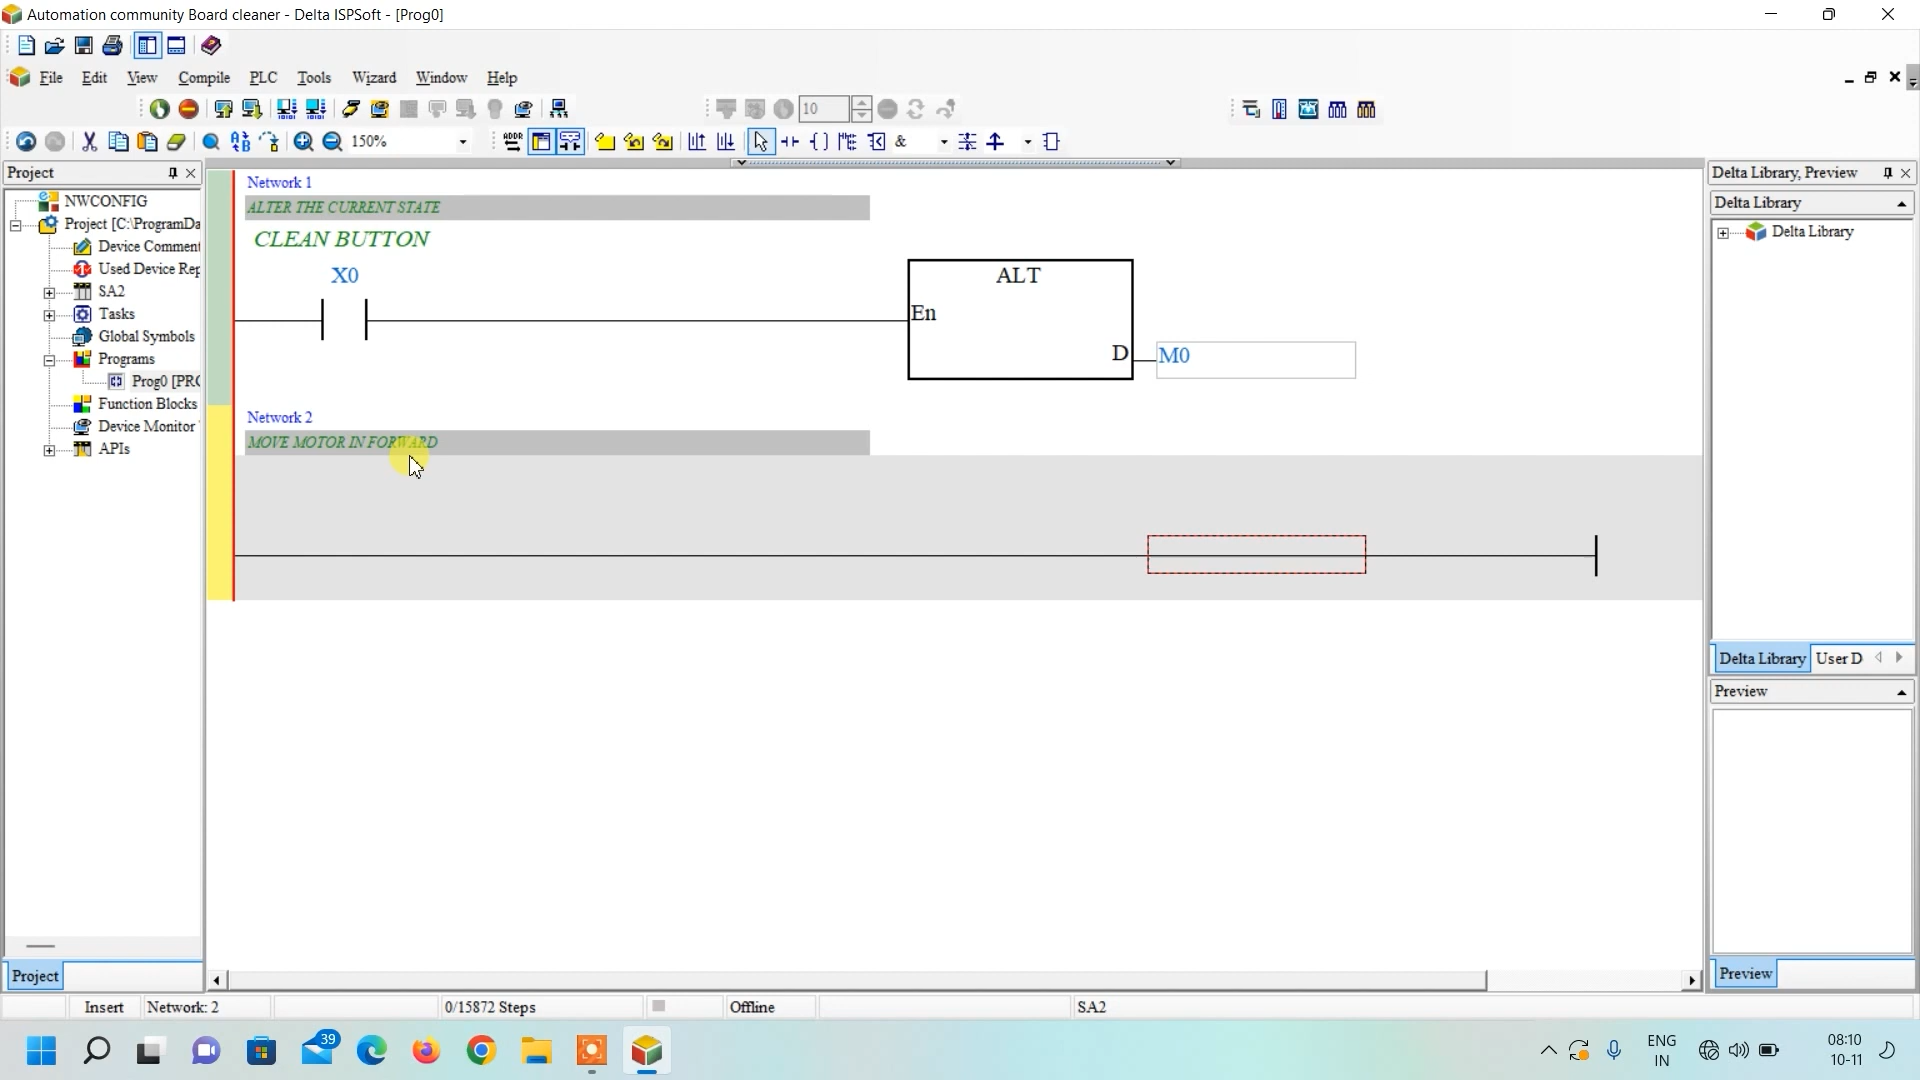 Automation community Board cleaner - Delta ISPSoft - [Prog0]
File Edit View Compile PLC Tools Wizard Window Help
10
150%
ADDR
&
Project
NWCONFIG
Project [C:\ProgramDa
Device Comment
Used Device Rep
SA2
Tasks
Global Symbols
Programs
Prog0 [PRO
Function Blocks
Device Monitor
APIs
Project
Network 1
ALTER THE CURRENT STATE
CLEAN BUTTON
X0
ALT
En
D
M0
Network 2
MOVE MOTOR IN FORWARD
Delta Library, Preview
Delta Library
Delta Library
Delta Library
User D
Preview
Preview
Insert Network: 2 0/15872 Steps Offline SA2
39
ENG
IN
08:10
10-11